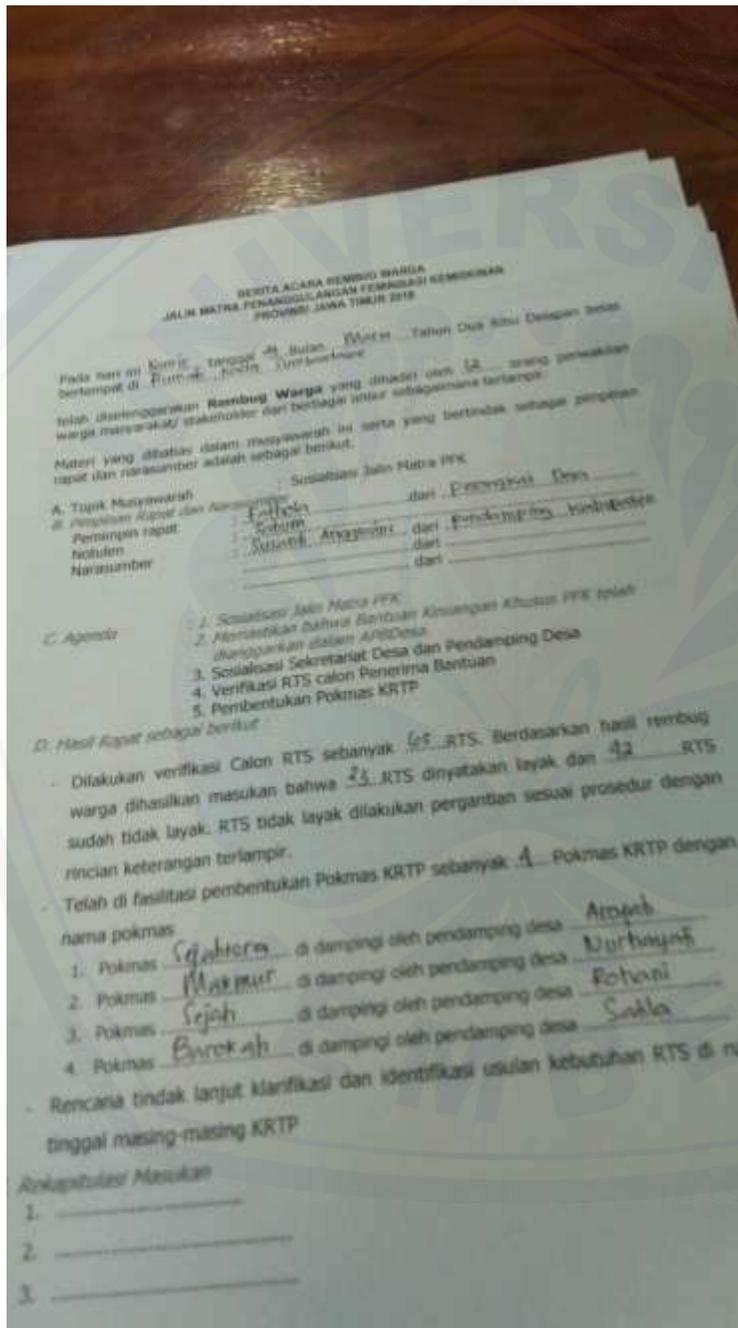 BERITA ACARA REMBUG WARGA
JALIN MATRA PENANGGULANGAN FEMINISASI KEMISKINAN
PROVINSI JAWA TIMUR 2018
Pada hari ini Kamis tanggal Bulan Maret Tahun Dua Ribu Delapan belas
bertempat di Rumah
telah diselenggarakan Rembug Warga yang dihadiri oleh orang perwakilan
warga masyarakat/ stakeholder dan berbagai unsur sebagaimana terlampir.
Materi yang dibahas dalam musyawarah ini serta yang bertindak sebagai pimpinan
rapat dan narasumber adalah sebagai berikut.
A. Topik Musyawarah : Sosialisasi Jalin Matra PFK
B. Pimpinan Rapat dan Narasumber
Pemimpin rapat : dari Perangkat Desa
Notulen :
Narasumber : Susanti Anggraini dari Pendamping Kabupaten
dari
dari
C. Agenda : 1. Sosialisasi Jalin Matra PFK
2. Memastikan bahwa Bantuan Keuangan Khusus PFK telah
dianggarkan dalam APBDesa
3. Sosialisasi Sekretariat Desa dan Pendamping Desa
4. Verifikasi RTS calon Penerima Bantuan
5. Pembentukan Pokmas KRTP
D. Hasil Rapat sebagai berikut :
- Dilakukan verifikasi Calon RTS sebanyak 65 RTS. Berdasarkan hasil rembug
warga dihasilkan masukan bahwa 23 RTS dinyatakan layak dan 42 RTS
sudah tidak layak. RTS tidak layak dilakukan pergantian sesuai prosedur dengan
rincian keterangan terlampir.
- Telah di fasilitasi pembentukan Pokmas KRTP sebanyak 4 Pokmas KRTP dengan
nama pokmas
1. Pokmas Sejahtera di dampingi oleh pendamping desa
2. Pokmas Makmur di dampingi oleh pendamping desa Nurhayati
3. Pokmas Sejah di dampingi oleh pendamping desa Rohani
4. Pokmas Barokah di dampingi oleh pendamping desa
- Rencana tindak lanjut klarifikasi dan identifikasi usulan kebutuhan RTS di
tinggal masing-masing KRTP
Rekapitulasi Masukan
1.
2.
3.